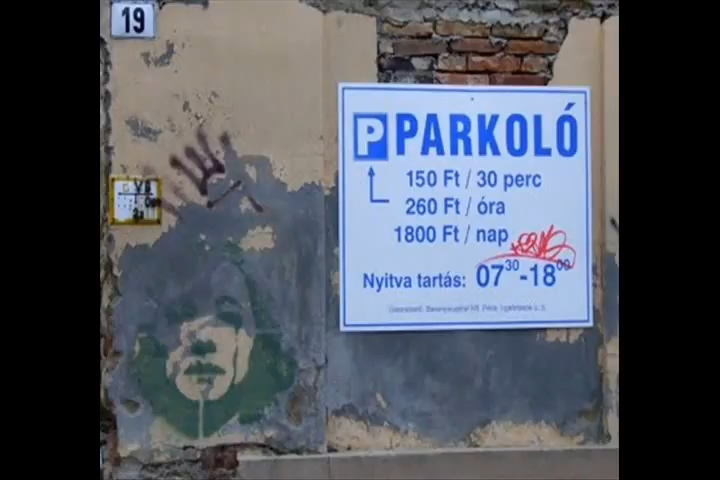 19
P PARKOLÓ
150 Ft / 30 perc
260 Ft / óra
1800 Ft / nap
Nyitva tartás: 07³⁰-18⁰⁰